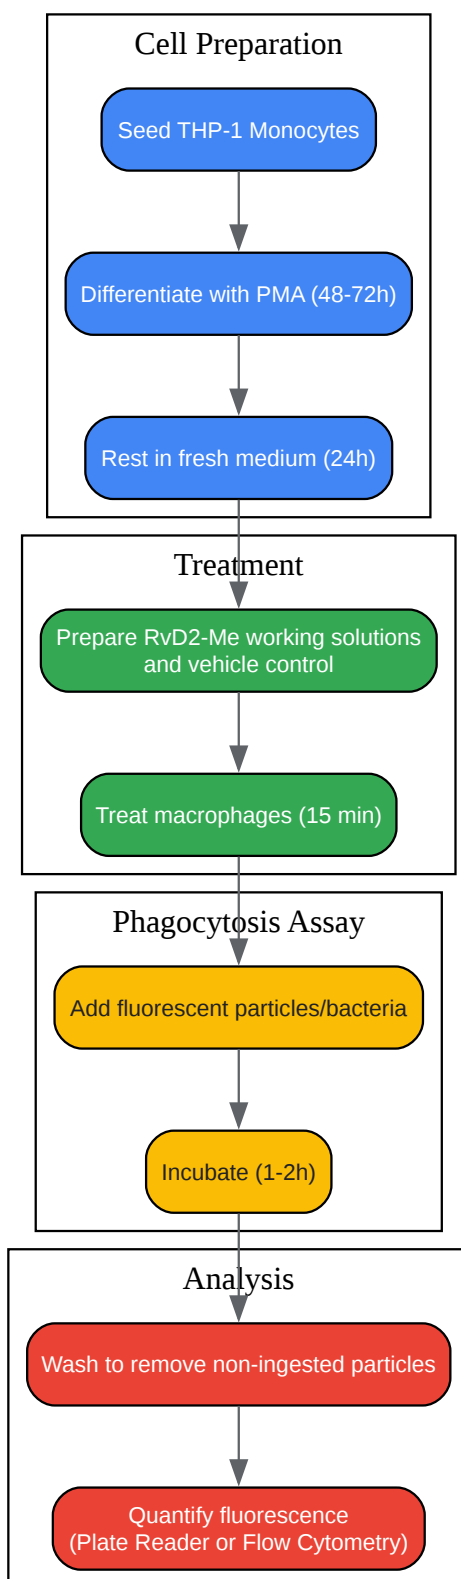 Cell Preparation
Seed THP-1 Monocytes
Differentiate with PMA (48-72h)
Rest in fresh medium (24h)
Treatment
Prepare RvD2-Me working solutions
and vehicle control
Treat macrophages (15 min)
Phagocytosis Assay
Add fluorescent particles/bacteria
Incubate (1-2h)
Analysis
Wash to remove non-ingested particles
Quantify fluorescence
(Plate Reader or Flow Cytometry)